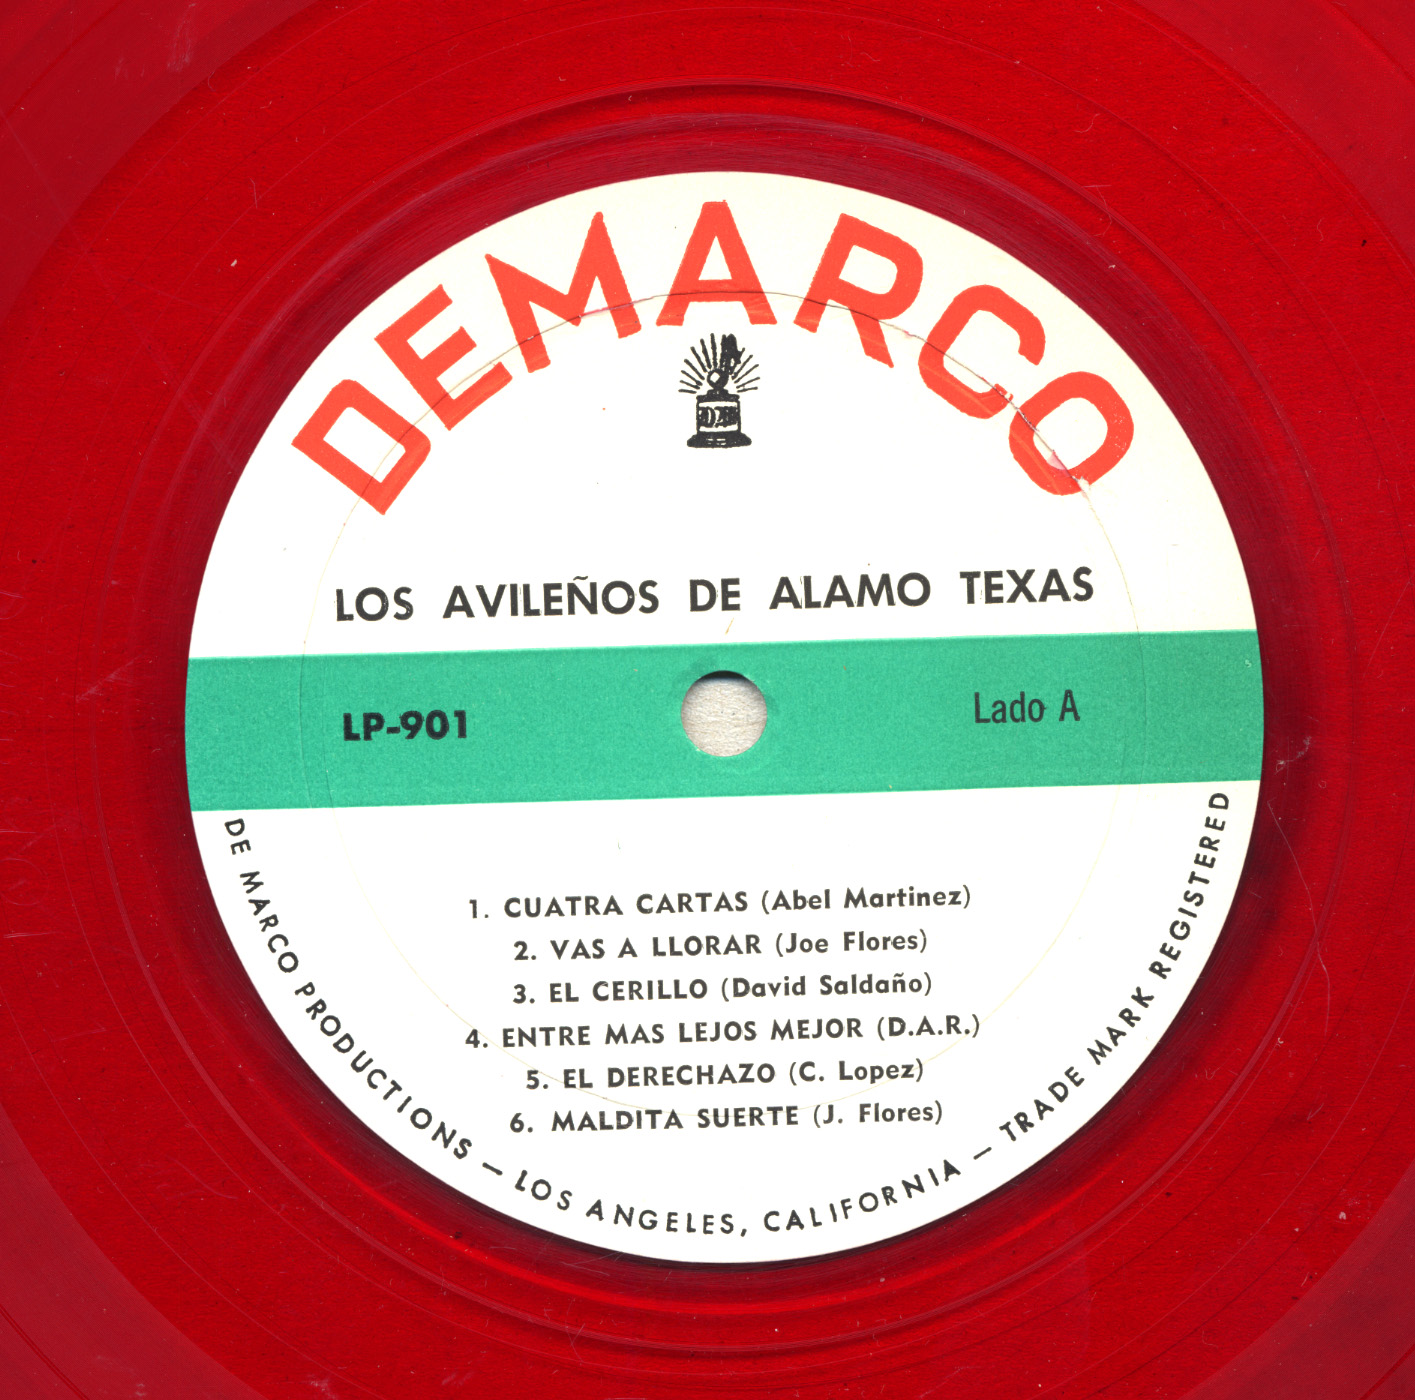 DEMARCO
LOS AVILEÑOS DE ALAMO TEXAS
LP-901
Lado A
1. CUATRA CARTAS (Abel Martinez)
2. VAS A LLORAR (Joe Flores)
3. EL CERILLO (David Saldaño)
4. ENTRE MAS LEJOS MEJOR (D.A.R.)
5. EL DERECHAZO (C. Lopez)
6. MALDITA SUERTE (J. Flores)
DE MARCO PRODUCTIONS — LOS ANGELES, CALIFORNIA — TRADE MARK REGISTERED